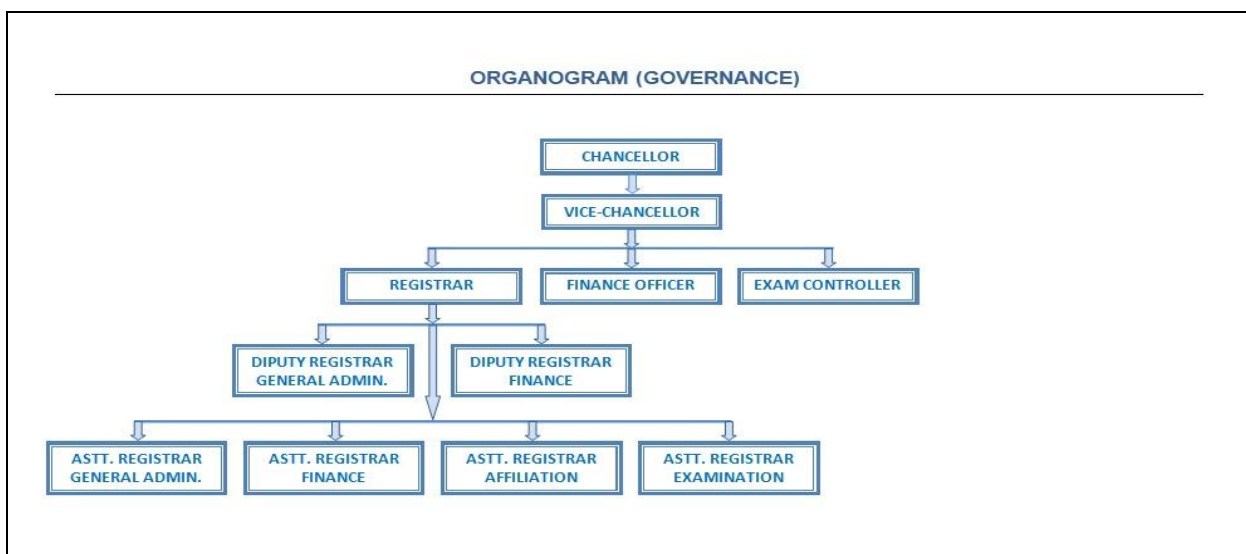 ORGANOGRAM (GOVERNANCE)
CHANCELLOR
VICE-CHANCELLOR
REGISTRAR
FINANCE OFFICER
EXAM CONTROLLER
DIPUTY REGISTRAR
GENERAL ADMIN.
DIPUTY REGISTRAR
FINANCE
ASTT. REGISTRAR
GENERAL ADMIN.
ASTT. REGISTRAR
FINANCE
ASTT. REGISTRAR
AFFILIATION
ASTT. REGISTRAR
EXAMINATION